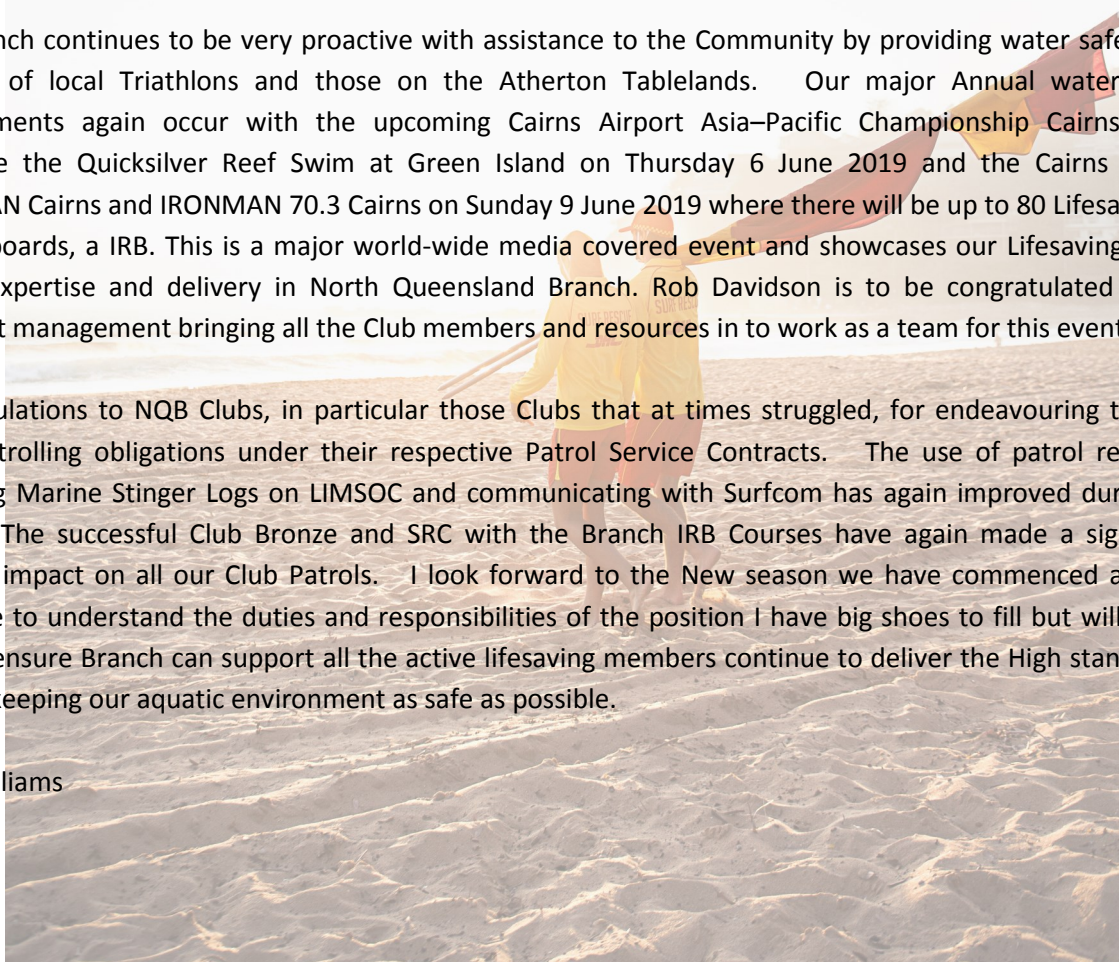 nch continues to be very proactive with assistance to the Community by providing water safe
of local Triathlons and those on the Atherton Tablelands. Our major Annual water
ments again occur with the upcoming Cairns Airport Asia–Pacific Championship Cairns
e the Quicksilver Reef Swim at Green Island on Thursday 6 June 2019 and the Cairns
AN Cairns and IRONMAN 70.3 Cairns on Sunday 9 June 2019 where there will be up to 80 Lifesa
boards, a IRB. This is a major world-wide media covered event and showcases our Lifesaving
expertise and delivery in North Queensland Branch. Rob Davidson is to be congratulated
t management bringing all the Club members and resources in to work as a team for this event
SURF RESCUE
SURF RESCUE
ulations to NQB Clubs, in particular those Clubs that at times struggled, for endeavouring t
trolling obligations under their respective Patrol Service Contracts. The use of patrol re
g Marine Stinger Logs on LIMSOC and communicating with Surfcom has again improved dur
The successful Club Bronze and SRC with the Branch IRB Courses have again made a sig
impact on all our Club Patrols. I look forward to the New season we have commenced a
e to understand the duties and responsibilities of the position I have big shoes to fill but will
ensure Branch can support all the active lifesaving members continue to deliver the High stan
keeping our aquatic environment as safe as possible.
liams